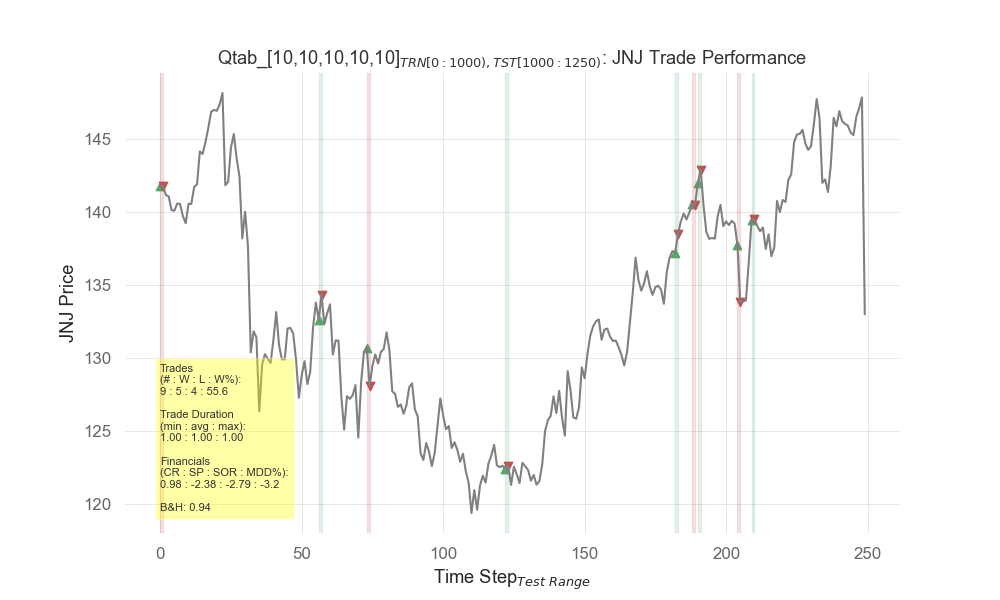 Qtab_[10,10,10,10,10]TRN[0 : 1000), TST[1000 : 1250): JNJ Trade Performance
145
140
135
130
125
120
JNJ Price
Trades
(# : W : L : W%):
9 : 5 : 4 : 55.6
Trade Duration
(min : avg : max):
1.00 : 1.00 : 1.00
Financials
(CR : SP : SOR : MDD%):
0.98 : -2.38 : -2.79 : -3.2
B&H: 0.94
0 50 100 150 200 250
Time StepTest Range